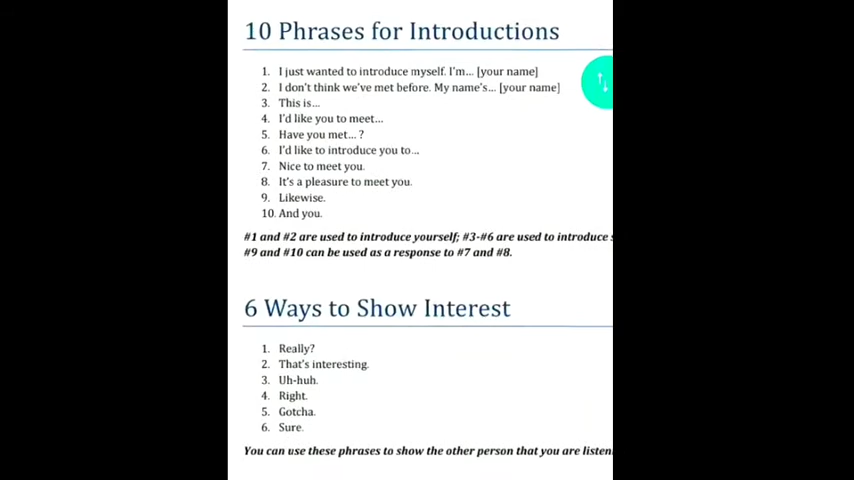 10 Phrases for Introductions
1. I just wanted to introduce myself. I'm... [your name]
2. I don't think we've met before. My name's... [your name]
3. This is...
4. I'd like you to meet...
5. Have you met... ?
6. I'd like to introduce you to...
7. Nice to meet you.
8. It's a pleasure to meet you.
9. Likewise.
10. And you.
#1 and #2 are used to introduce yourself; #3-#6 are used to introduce
#9 and #10 can be used as a response to #7 and #8.
6 Ways to Show Interest
1. Really?
2. That's interesting.
3. Uh-huh.
4. Right.
5. Gotcha.
6. Sure.
You can use these phrases to show the other person that you are